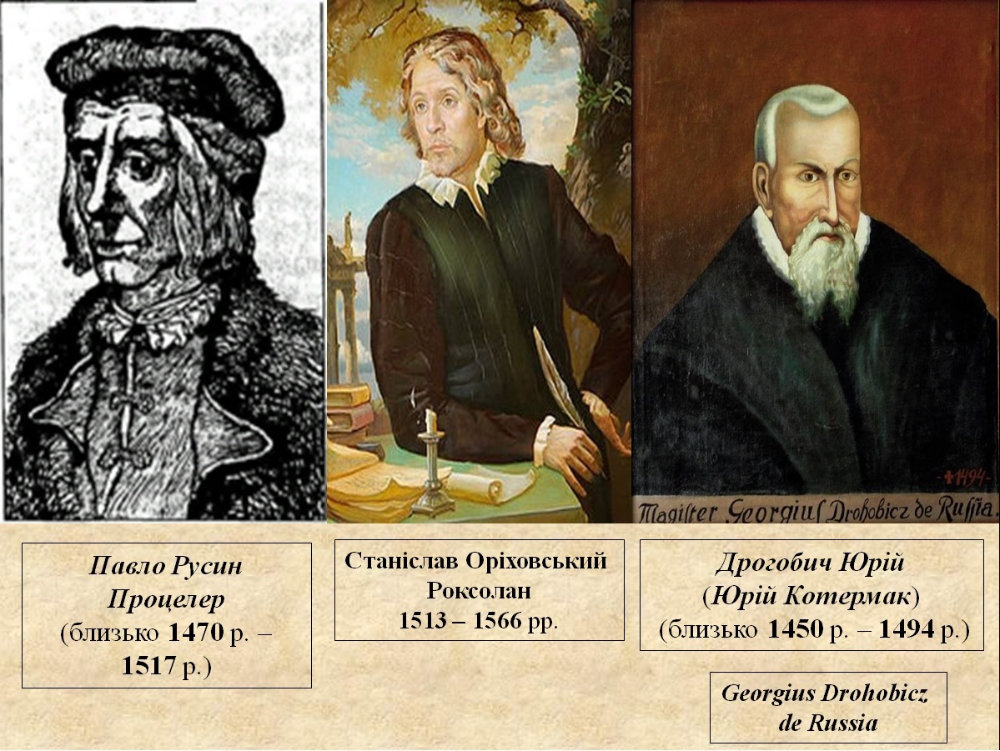 -✚1494-
Magister Georgius Drohobicz de Russia.
Павло Русин
Процелер
(близько 1470 р. –
1517 р.)
Станіслав Оріховський
Роксолан
1513 – 1566 рр.
Дрогобич Юрій
(Юрій Котермак)
(близько 1450 р. – 1494 р.)
Georgius Drohobicz
de Russia